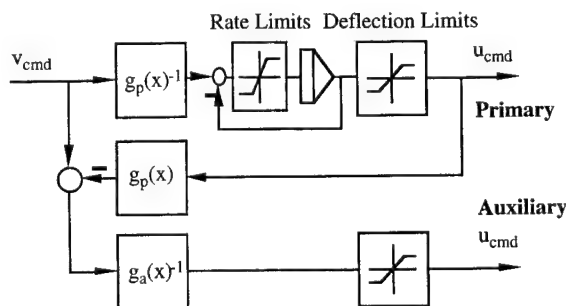 Rate Limits Deflection Limits
v_cmd
g_p(x)^-1
u_cmd
Primary
g_p(x)
Auxiliary
u_cmd
g_a(x)^-1